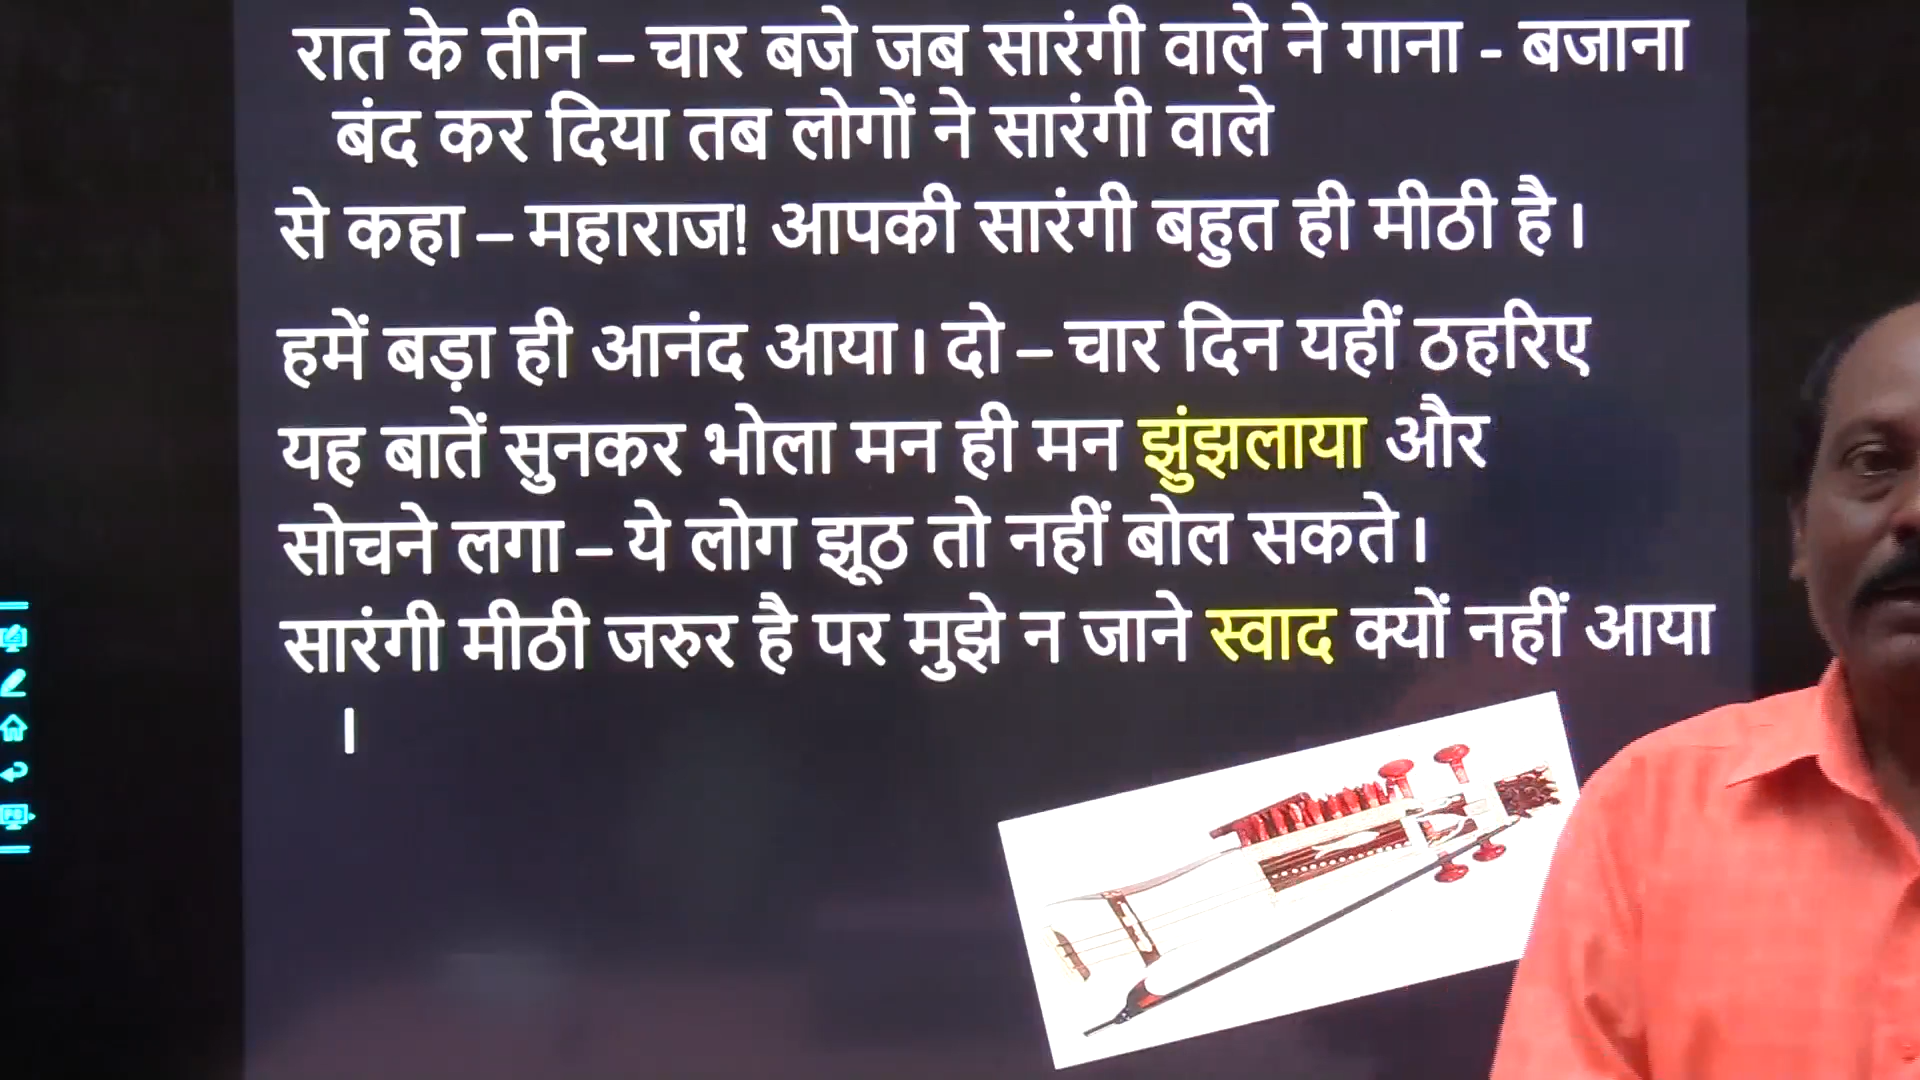 रात के तीन – चार बजे जब सारंगी वाले ने गाना - बजाना
बंद कर दिया तब लोगों ने सारंगी वाले
से कहा – महाराज! आपकी सारंगी बहुत ही मीठी है।
हमें बड़ा ही आनंद आया। दो – चार दिन यहीं ठहरिए
यह बातें सुनकर भोला मन ही मन झुंझलाया और
सोचने लगा – ये लोग झूठ तो नहीं बोल सकते।
सारंगी मीठी जरुर है पर मुझे न जाने स्वाद क्यों नहीं आया
।